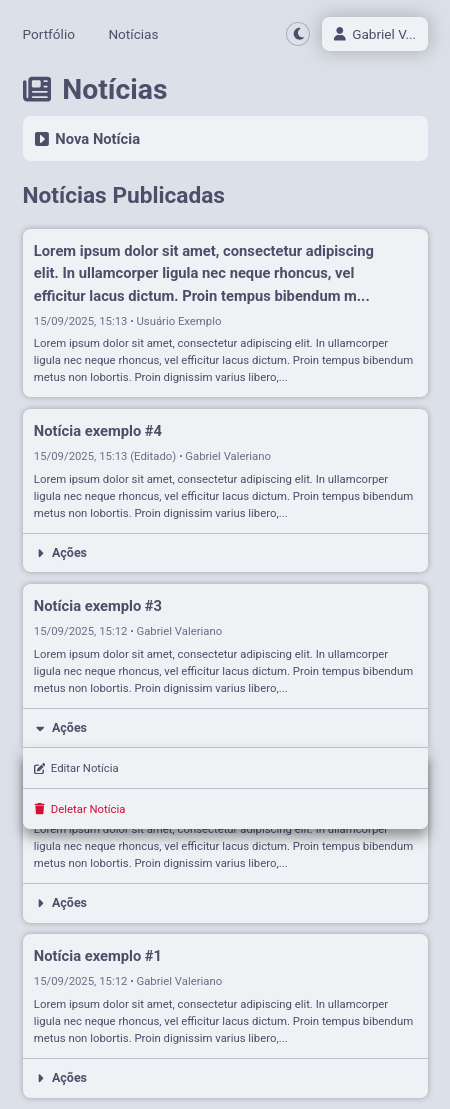 Portfólio Notícias Gabriel V...
Notícias
Nova Notícia
Notícias Publicadas
Lorem ipsum dolor sit amet, consectetur adipiscing
elit. In ullamcorper ligula nec neque rhoncus, vel
efficitur lacus dictum. Proin tempus bibendum m...
15/09/2025, 15:13 • Usuário Exemplo
Lorem ipsum dolor sit amet, consectetur adipiscing elit. In ullamcorper
ligula nec neque rhoncus, vel efficitur lacus dictum. Proin tempus bibendum
metus non lobortis. Proin dignissim varius libero,...
Notícia exemplo #4
15/09/2025, 15:13 (Editado) • Gabriel Valeriano
Lorem ipsum dolor sit amet, consectetur adipiscing elit. In ullamcorper
ligula nec neque rhoncus, vel efficitur lacus dictum. Proin tempus bibendum
metus non lobortis. Proin dignissim varius libero,...
Ações
Notícia exemplo #3
15/09/2025, 15:12 • Gabriel Valeriano
Lorem ipsum dolor sit amet, consectetur adipiscing elit. In ullamcorper
ligula nec neque rhoncus, vel efficitur lacus dictum. Proin tempus bibendum
metus non lobortis. Proin dignissim varius libero,...
Ações
Editar Notícia
Deletar Notícia
Lorem ipsum dolor sit amet, consectetur adipiscing elit. In ullamcorper
ligula nec neque rhoncus, vel efficitur lacus dictum. Proin tempus bibendum
metus non lobortis. Proin dignissim varius libero,...
Ações
Notícia exemplo #1
15/09/2025, 15:12 • Gabriel Valeriano
Lorem ipsum dolor sit amet, consectetur adipiscing elit. In ullamcorper
ligula nec neque rhoncus, vel efficitur lacus dictum. Proin tempus bibendum
metus non lobortis. Proin dignissim varius libero,...
Ações